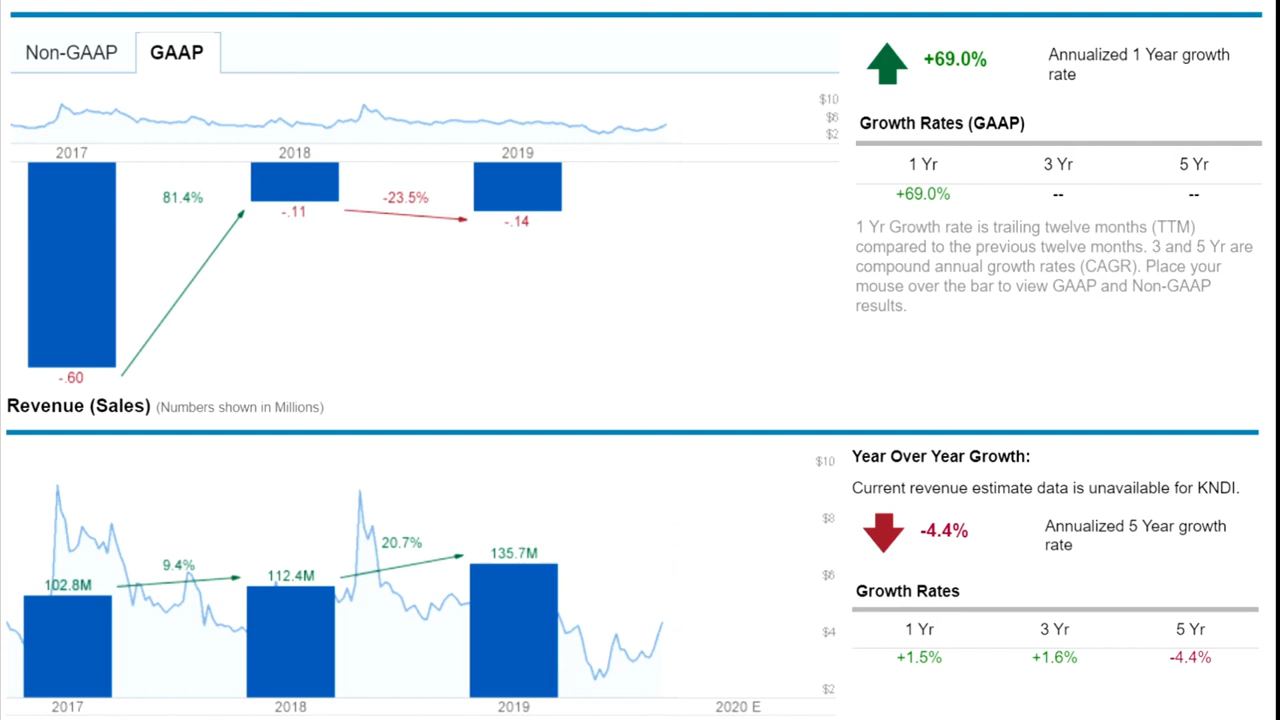 Non-GAAP GAAP
+69.0% Annualized 1 Year growth
rate
$10
$6
$2
Growth Rates (GAAP)
2017 2018 2019
1 Yr 3 Yr 5 Yr
+69.0% -- --
81.4% -23.5%
-.11
-.14
1 Yr Growth rate is trailing twelve months (TTM)
compared to the previous twelve months. 3 and 5 Yr are
compound annual growth rates (CAGR). Place your
mouse over the bar to view GAAP and Non-GAAP
results.
-.60
Revenue (Sales) (Numbers shown in Millions)
Year Over Year Growth:
Current revenue estimate data is unavailable for KNDI.
-4.4% Annualized 5 Year growth
rate
$10
$8
$6
$4
$2
102.8M 9.4% 112.4M 20.7% 135.7M
Growth Rates
1 Yr 3 Yr 5 Yr
+1.5% +1.6% -4.4%
2017 2018 2019 2020 E